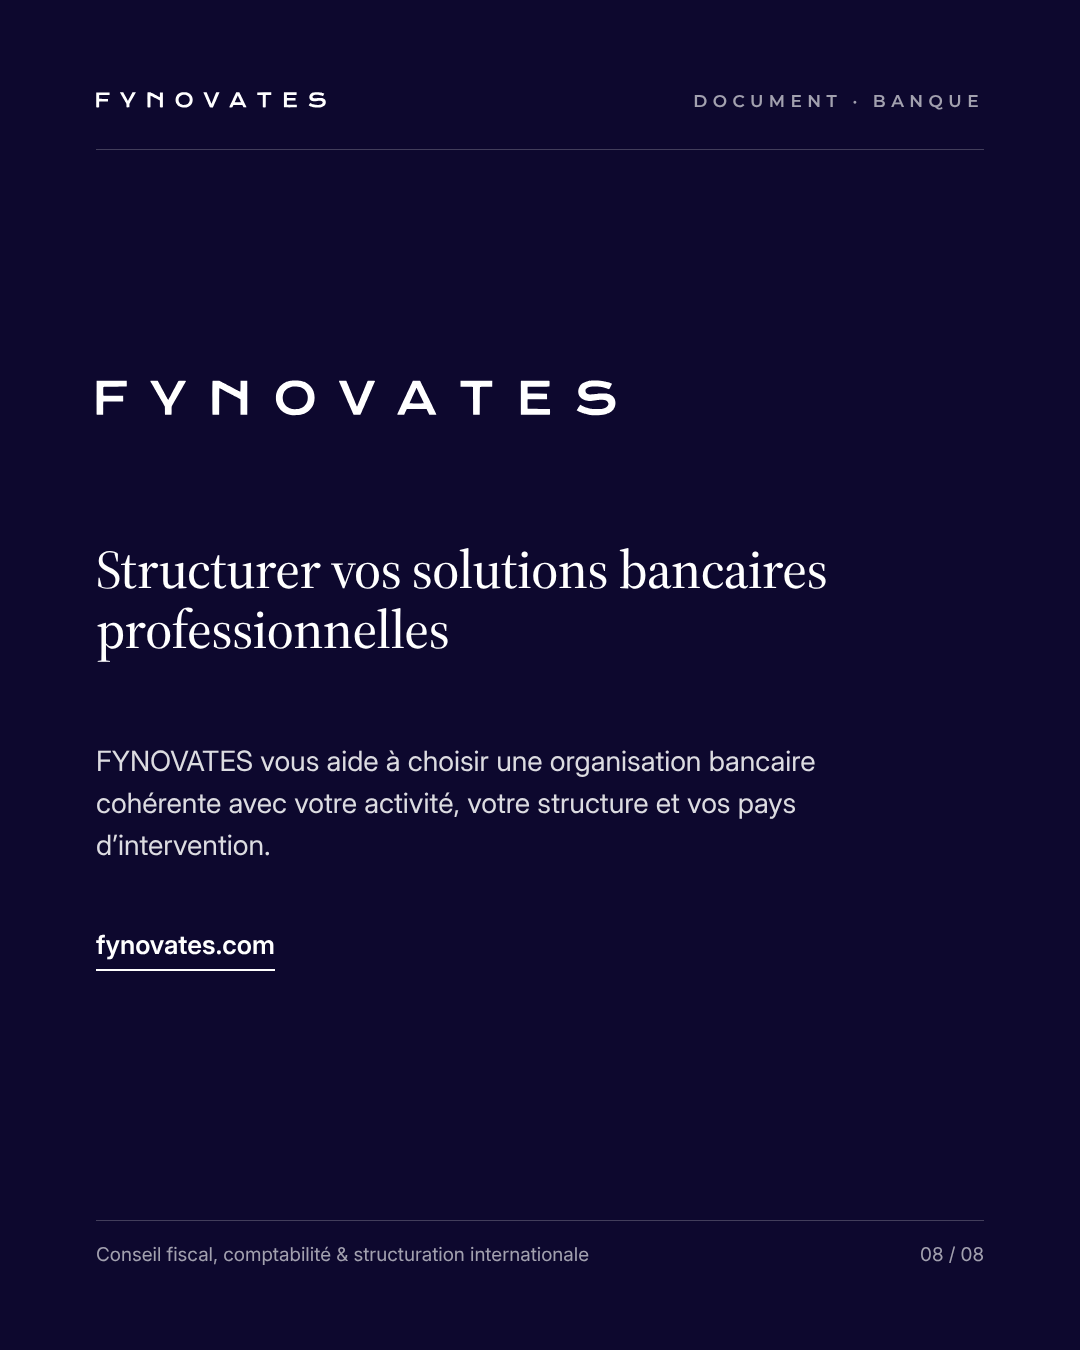 FYNOVATES
DOCUMENT · BANQUE
FYNOVATES
Structurer vos solutions bancaires
professionnelles
FYNOVATES vous aide à choisir une organisation bancaire
cohérente avec votre activité, votre structure et vos pays
d’intervention.
fynovates.com
Conseil fiscal, comptabilité & structuration internationale
08 / 08